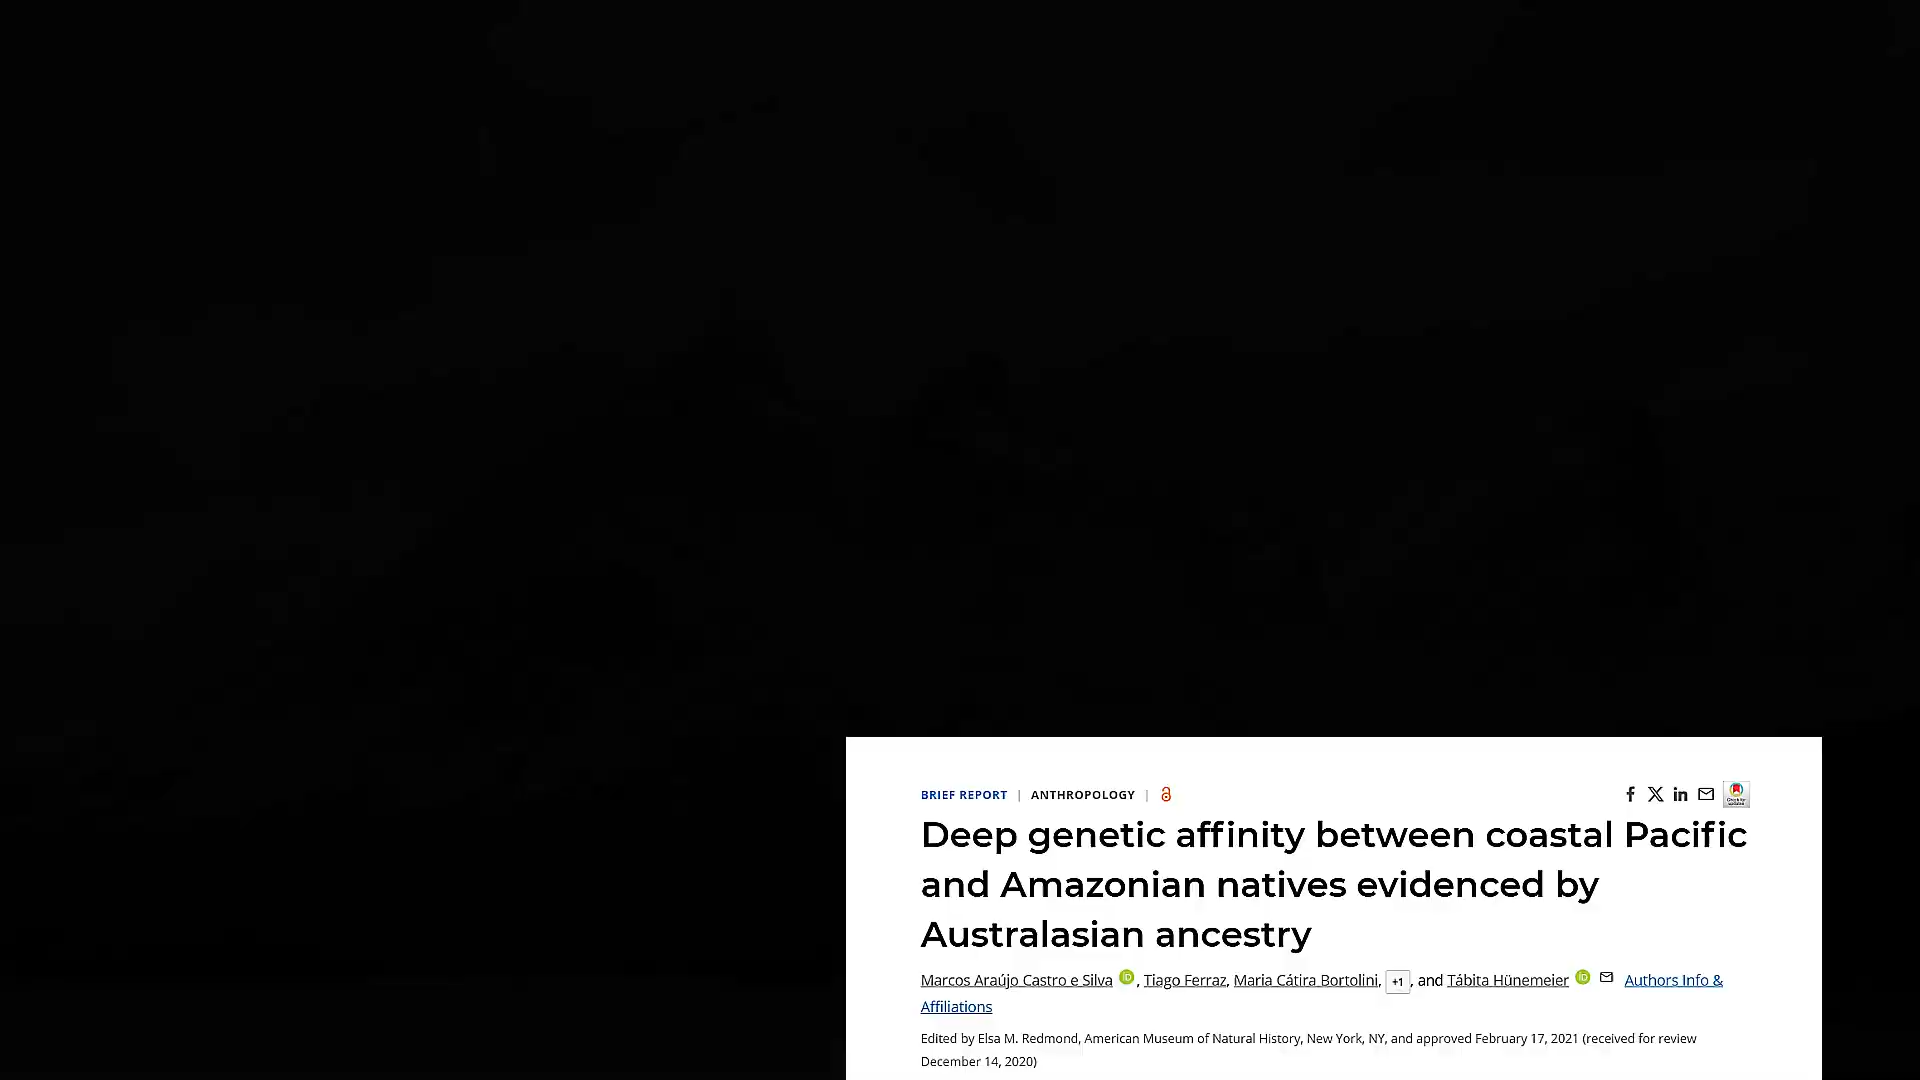 BRIEF REPORT | ANTHROPOLOGY |
Deep genetic affinity between coastal Pacific
and Amazonian natives evidenced by
Australasian ancestry
Marcos Araújo Castro e Silva iD, Tiago Ferraz, Maria Cátira Bortolini, +1, and Tábita Hünemeier iD Authors Info &
Affiliations
Edited by Elsa M. Redmond, American Museum of Natural History, New York, NY, and approved February 17, 2021 (received for review
December 14, 2020)